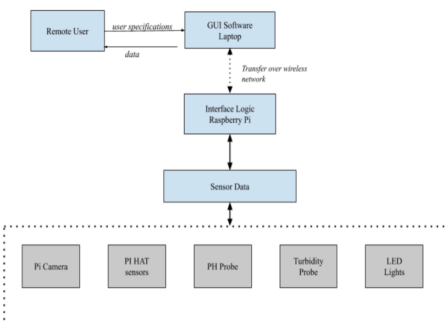 Remote User
user specifications
data
GUI Software
Laptop
Transfer over wireless
network
Interface Logic
Raspberry Pi
Sensor Data
Pi Camera
PI HAT
sensors
PH Probe
Turbidity
Probe
LED
Lights